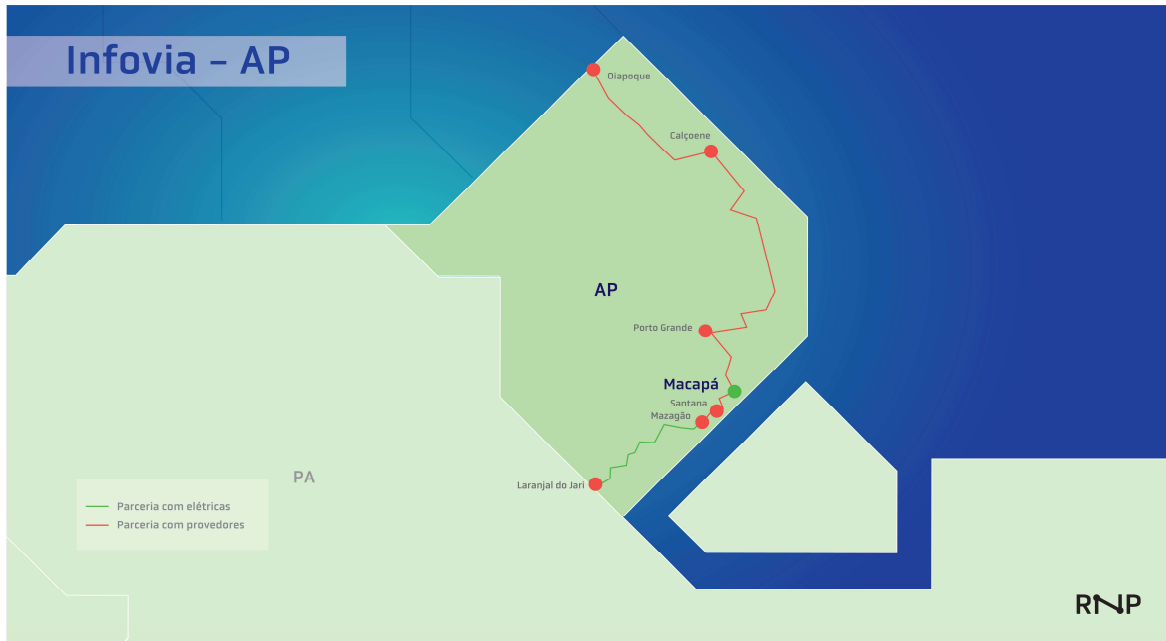 Infovia – AP
Oiapoque
Calçoene
AP
Porto Grande
Macapá
Santana
Mazagão
Laranjal do Jari
PA
Parceria com elétricas
Parceria com provedores
RNP